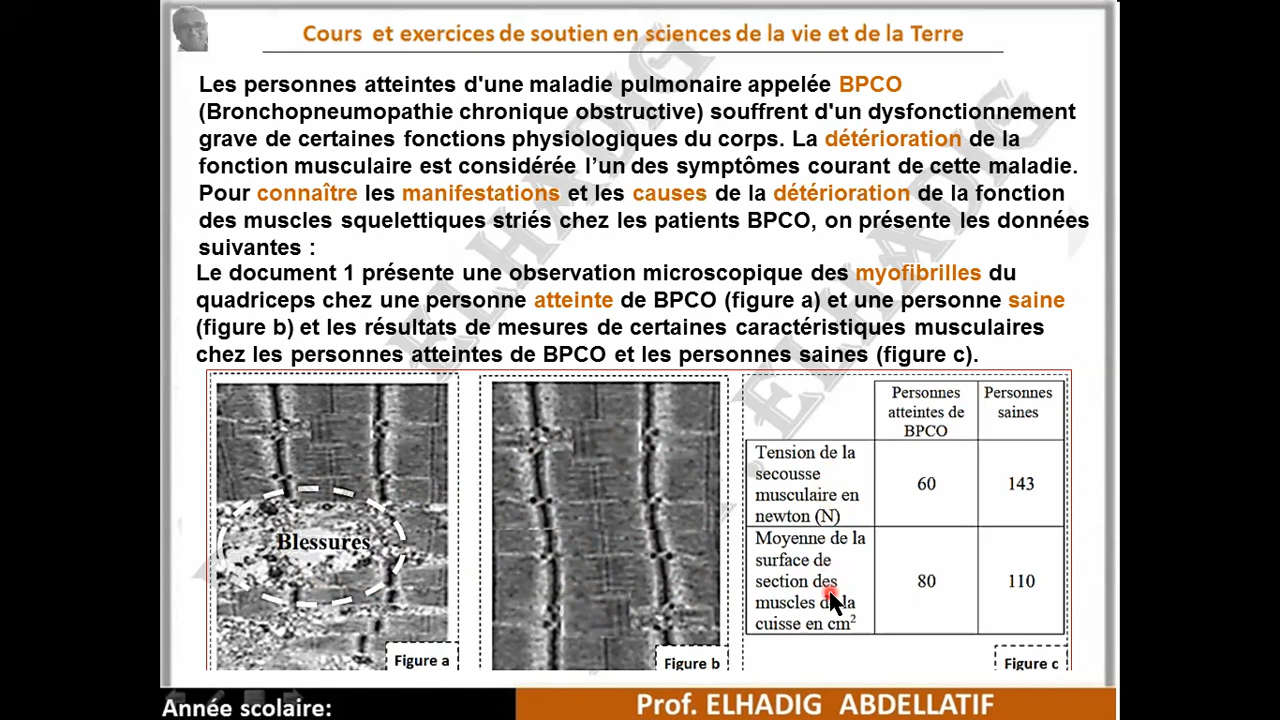 Cours et exercices de soutien en sciences de la vie et de la Terre
Les personnes atteintes d'une maladie pulmonaire appelée BPCO
(Bronchopneumopathie chronique obstructive) souffrent d'un dysfonctionnement
grave de certaines fonctions physiologiques du corps. La détérioration de la
fonction musculaire est considérée l'un des symptômes courant de cette maladie.
Pour connaître les manifestations et les causes de la détérioration de la fonction
des muscles squelettiques striés chez les patients BPCO, on présente les données
suivantes :
Le document 1 présente une observation microscopique des myofibrilles du
quadriceps chez une personne atteinte de BPCO (figure a) et une personne saine
(figure b) et les résultats de mesures de certaines caractéristiques musculaires
chez les personnes atteintes de BPCO et les personnes saines (figure c).
Blessures
Figure a
Figure b
Personnes
atteintes de
BPCO
Personnes
saines
Tension de la
secousse
musculaire en
newton (N)
60
143
Moyenne de la
surface de
section des
muscles de la
cuisse en cm²
80
110
Figure c
ELHADIG
ELHADIG
Année scolaire:
Prof. ELHADIG ABDELLATIF